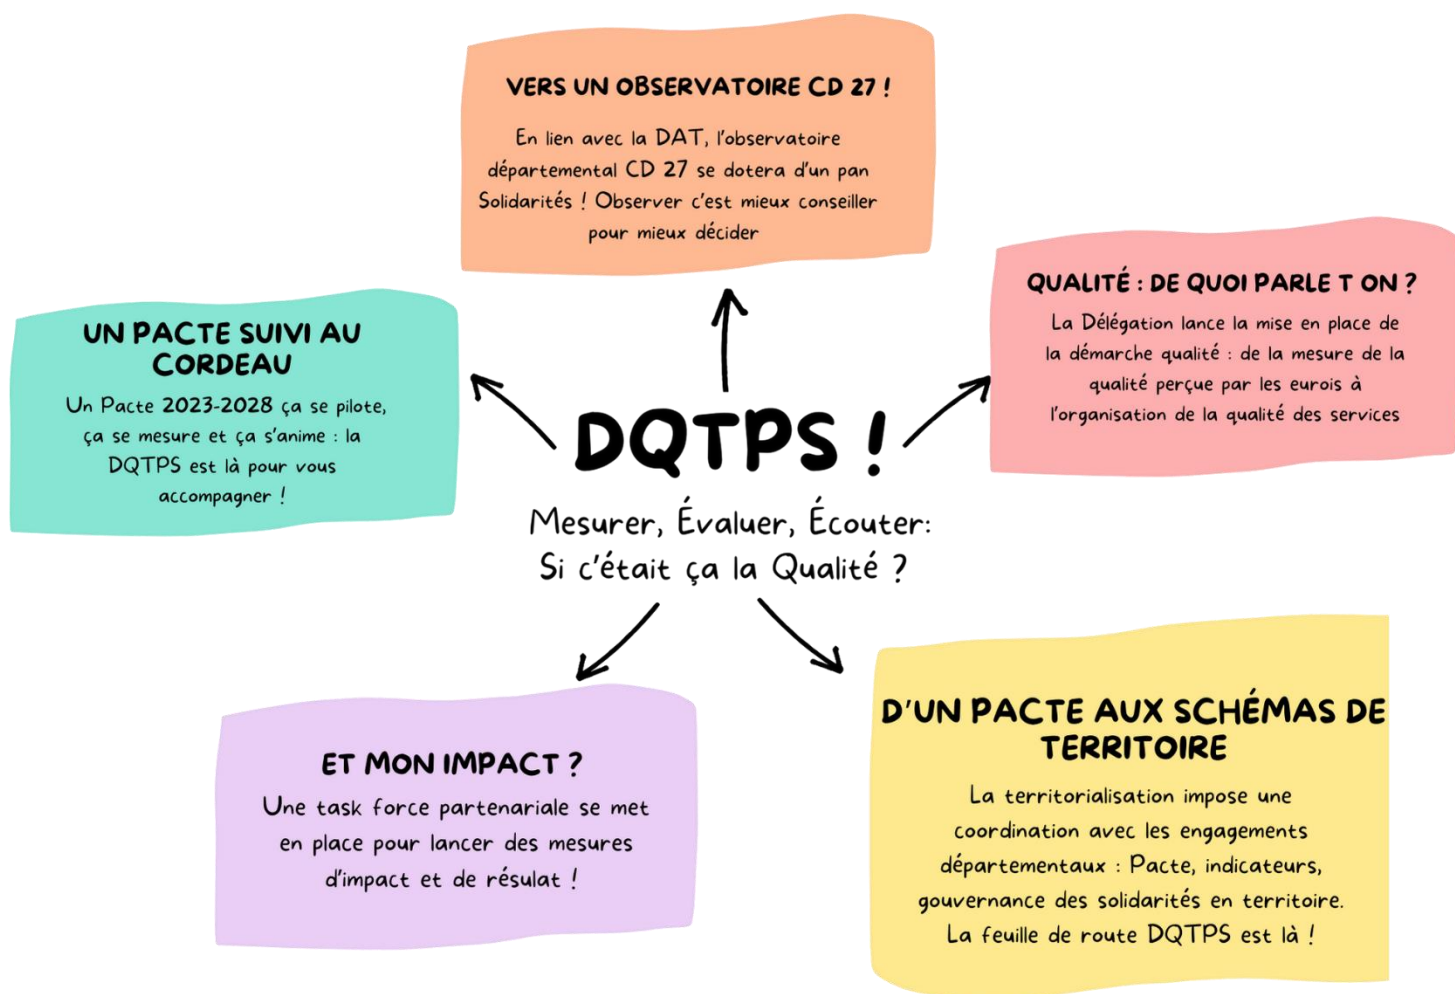 VERS UN OBSERVATOIRE CD 27 !
En lien avec la DAT, l'observatoire
départemental CD 27 se dotera d'un pan
Solidarités ! Observer c'est mieux conseiller
pour mieux décider
QUALITÉ : DE QUOI PARLE T ON ?
La Délégation lance la mise en place de
la démarche qualité : de la mesure de la
qualité perçue par les eurois à
l'organisation de la qualité des services
UN PACTE SUIVI AU
CORDEAU
Un Pacte 2023-2028 ça se pilote,
ça se mesure et ça s'anime : la
DQTPS est là pour vous
accompagner !
DQTPS !
Mesurer, Évaluer, Écouter:
Si c'était ça la Qualité ?
ET MON IMPACT ?
Une task force partenariale se met
en place pour lancer des mesures
d'impact et de résulat !
D'UN PACTE AUX SCHÉMAS DE
TERRITOIRE
La territorialisation impose une
coordination avec les engagements
départementaux : Pacte, indicateurs,
gouvernance des solidarités en territoire.
La feuille de route DQTPS est là !